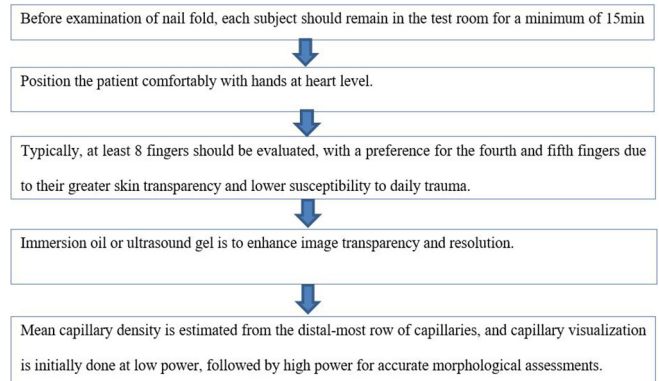 Before examination of nail fold, each subject should remain in the test room for a minimum of 15min
Position the patient comfortably with hands at heart level.
Typically, at least 8 fingers should be evaluated, with a preference for the fourth and fifth fingers due
to their greater skin transparency and lower susceptibility to daily trauma.
Immersion oil or ultrasound gel is to enhance image transparency and resolution.
Mean capillary density is estimated from the distal-most row of capillaries, and capillary visualization
is initially done at low power, followed by high power for accurate morphological assessments.